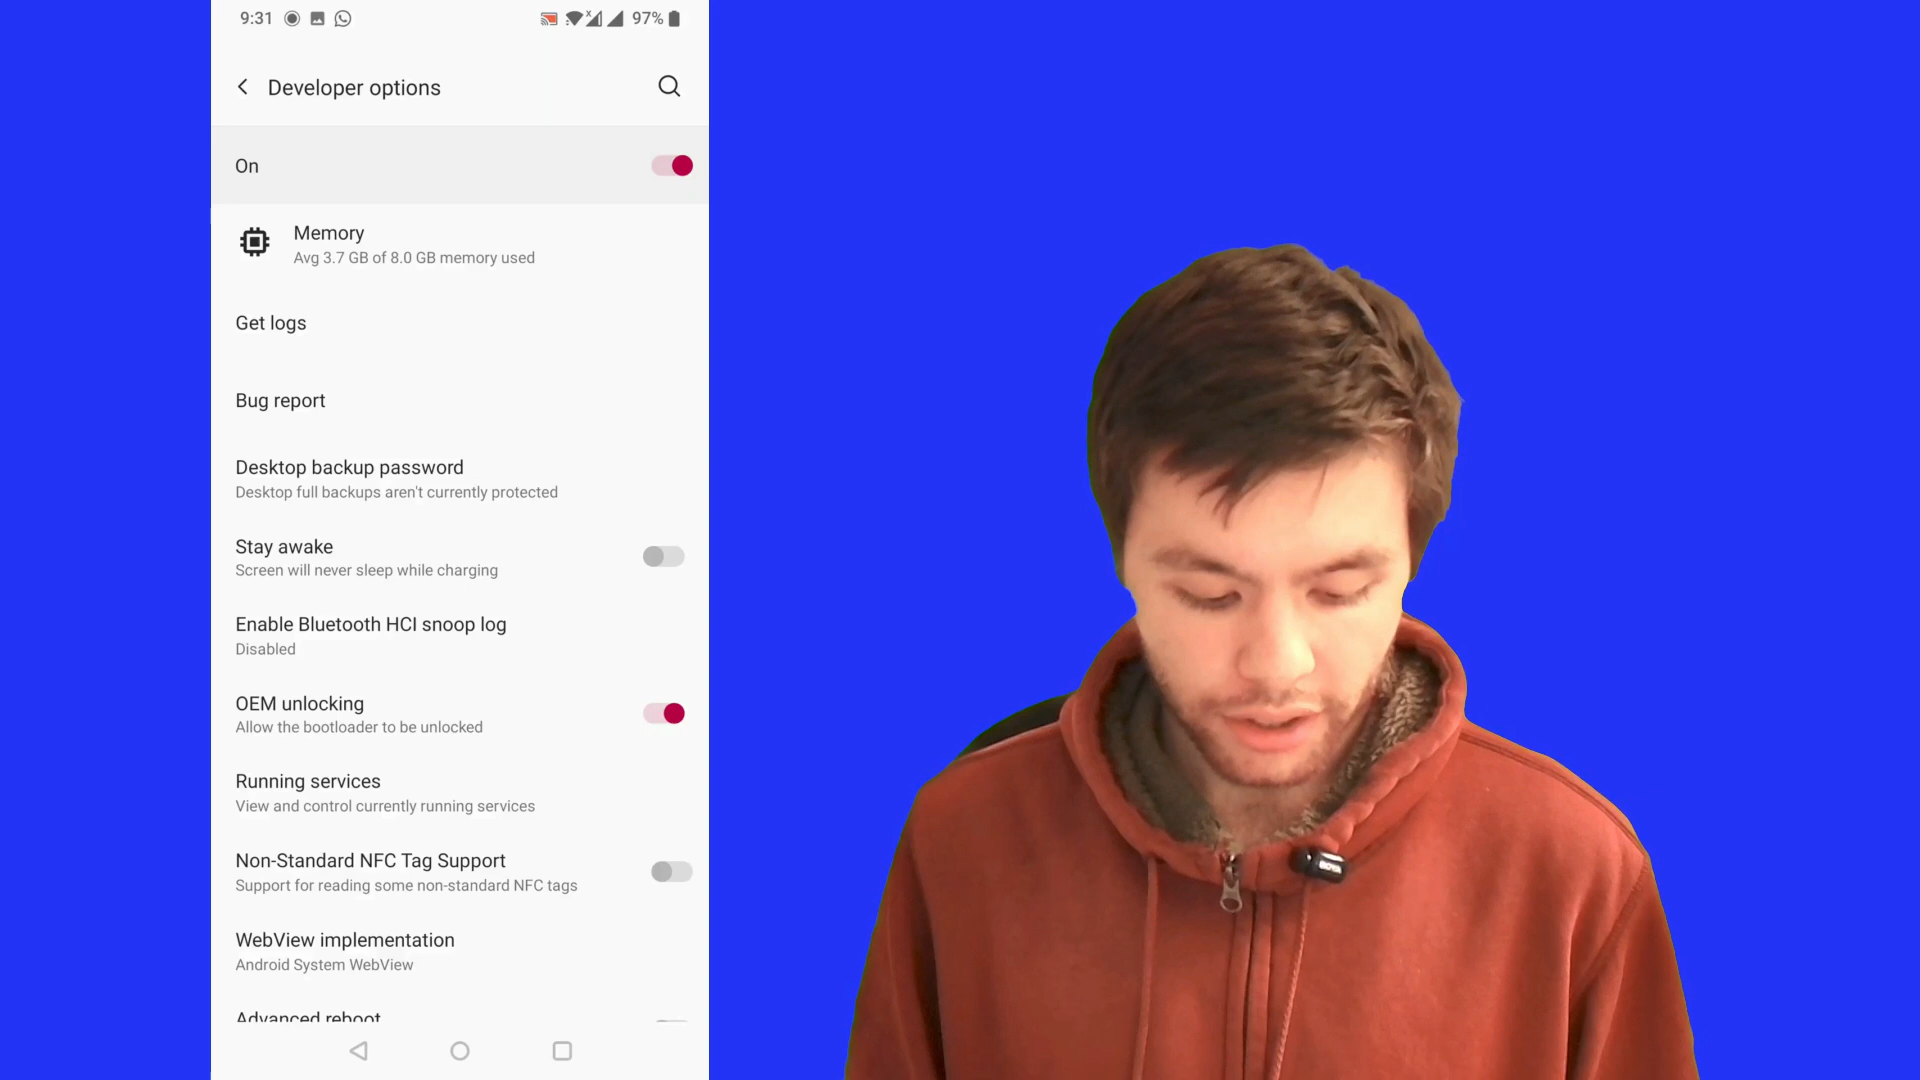 9:31
97%
Developer options
On
Memory
Avg 3.7 GB of 8.0 GB memory used
Get logs
Bug report
Desktop backup password
Desktop full backups aren't currently protected
Stay awake
Screen will never sleep while charging
Enable Bluetooth HCI snoop log
Disabled
OEM unlocking
Allow the bootloader to be unlocked
Running services
View and control currently running services
Non-Standard NFC Tag Support
Support for reading some non-standard NFC tags
WebView implementation
Android System WebView
Advanced reboot
BOYA